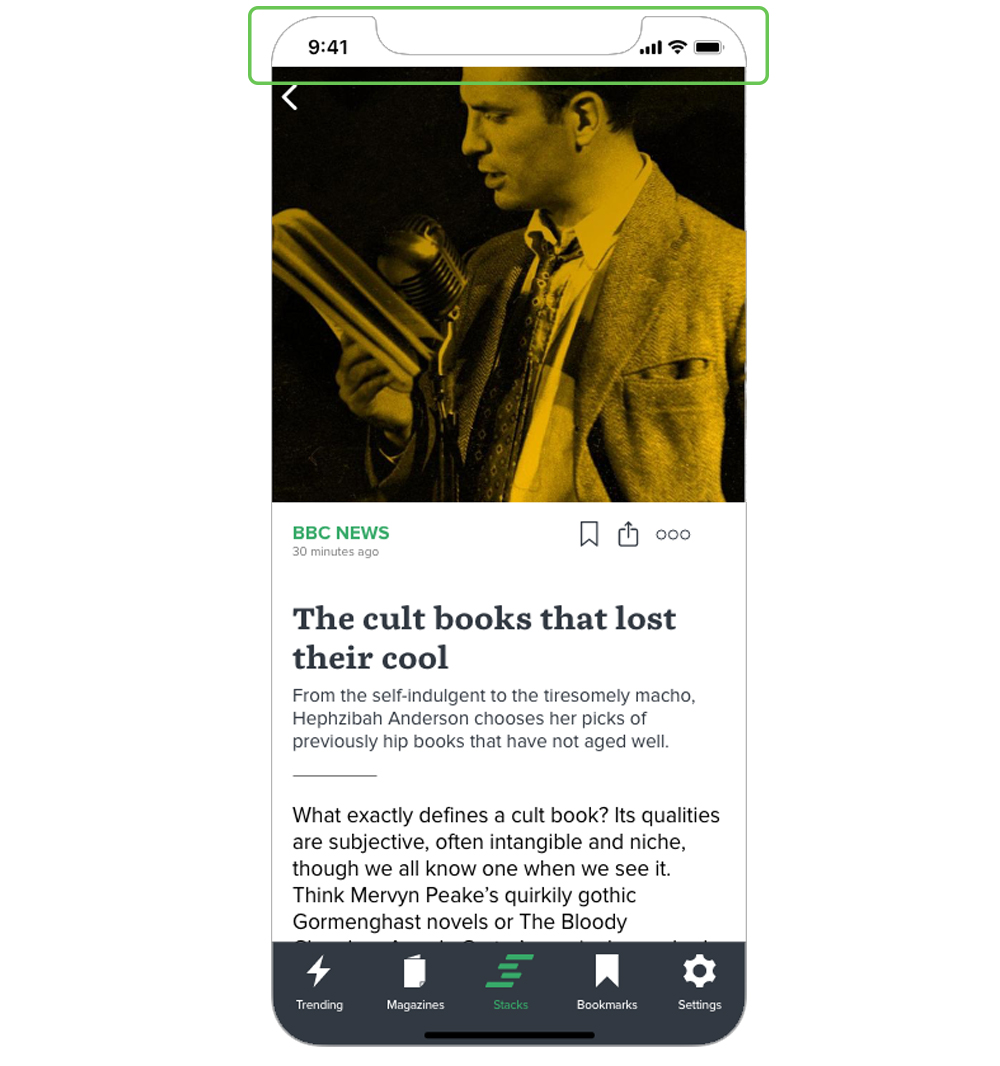 9:41
BBC NEWS
30 minutes ago
The cult books that lost
their cool
From the self-indulgent to the tiresomely macho,
Hephzibah Anderson chooses her picks of
previously hip books that have not aged well.
What exactly defines a cult book? Its qualities
are subjective, often intangible and niche,
though we all know one when we see it.
Think Mervyn Peake’s quirkily gothic
Gormenghast novels or The Bloody
Trending
Magazines
Stacks
Bookmarks
Settings